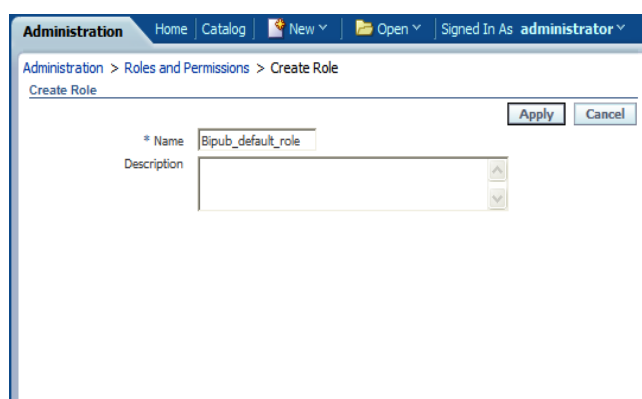 Administration Home Catalog New Open Signed In As administrator
Administration > Roles and Permissions > Create Role
Create Role
Apply Cancel
* Name Bipub_default_role
Description